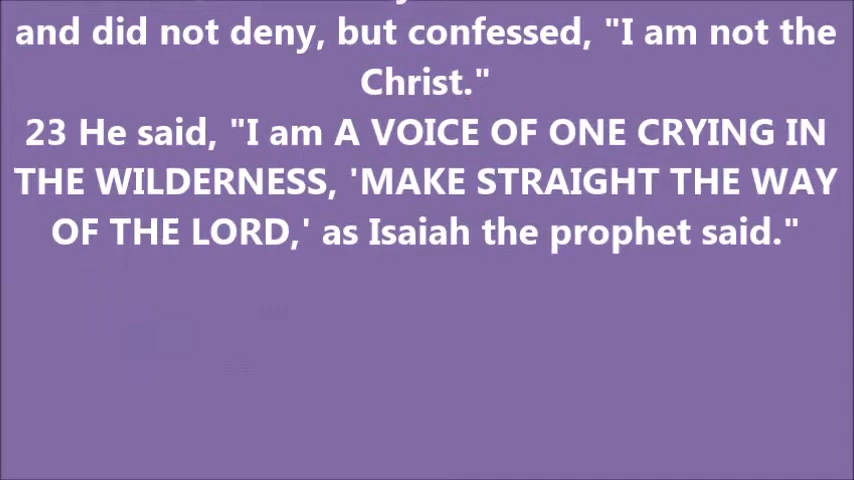 and did not deny, but confessed, "I am not the
Christ."
23 He said, "I am A VOICE OF ONE CRYING IN
THE WILDERNESS, 'MAKE STRAIGHT THE WAY
OF THE LORD,' as Isaiah the prophet said."